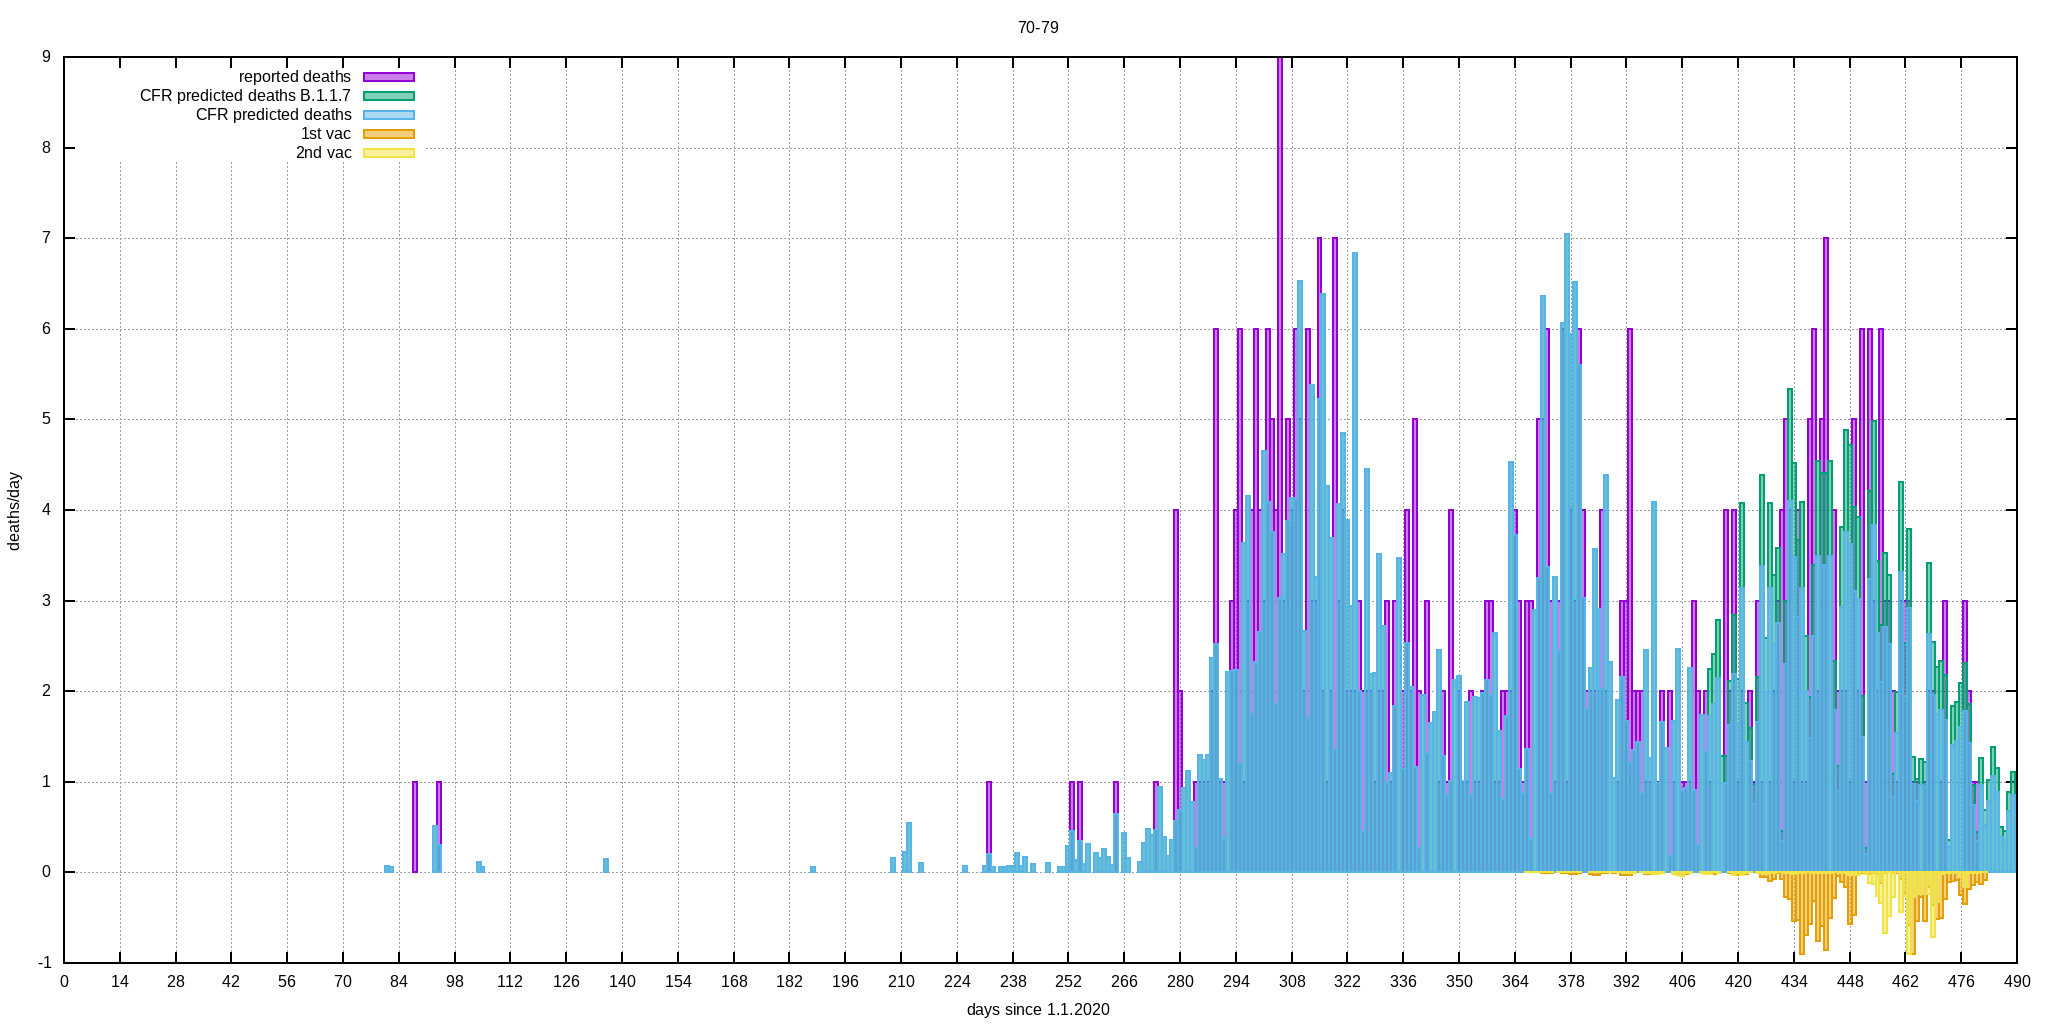 70-79
reported deaths
CFR predicted deaths B.1.1.7
CFR predicted deaths
1st vac
2nd vac
9
8
7
6
5
4
3
2
1
0
-1
deaths/day
0 14 28 42 56 70 84 98 112 126 140 154 168 182 196 210 224 238 252 266 280 294 308 322 336 350 364 378 392 406 420 434 448 462 476 490
days since 1.1.2020